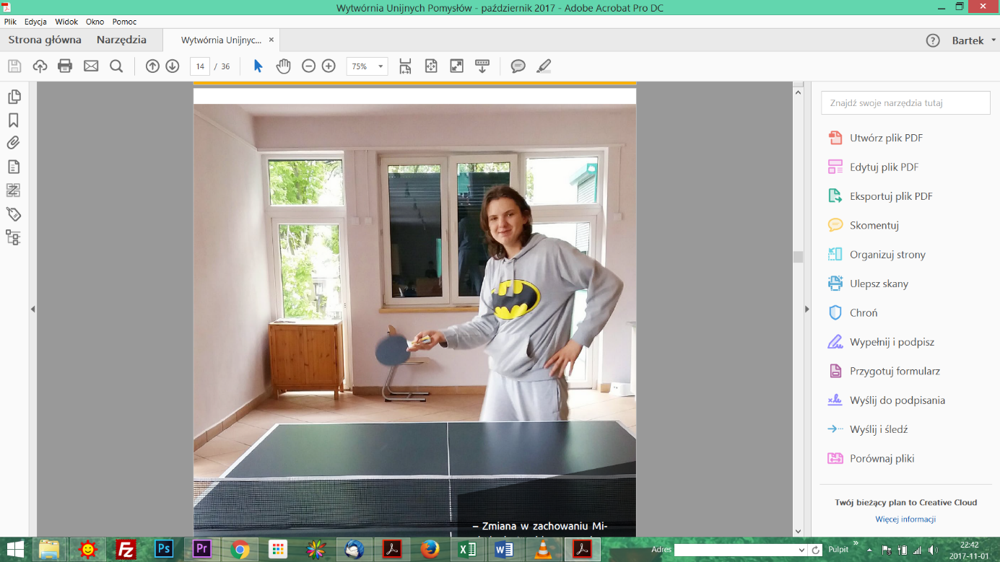 Wytwórnia Unijnych Pomysłów - październik 2017 - Adobe Acrobat Pro DC
Plik Edycja Widok Okno Pomoc
Strona główna Narzędzia Wytwórnia Unijnyc... × Bartek
14 / 36 75%
Znajdź swoje narzędzia tutaj
Utwórz plik PDF
Edytuj plik PDF
Eksportuj plik PDF
Skomentuj
Organizuj strony
Ulepsz skany
Chroń
Wypełnij i podpisz
Przygotuj formularz
Wyślij do podpisania
Wyślij i śledź
Porównaj pliki
Twój bieżący plan to Creative Cloud
Więcej informacji
– Zmiana w zachowaniu Mi-
Fz Ps Pr Adres Pulpit 22:42
2017-11-01